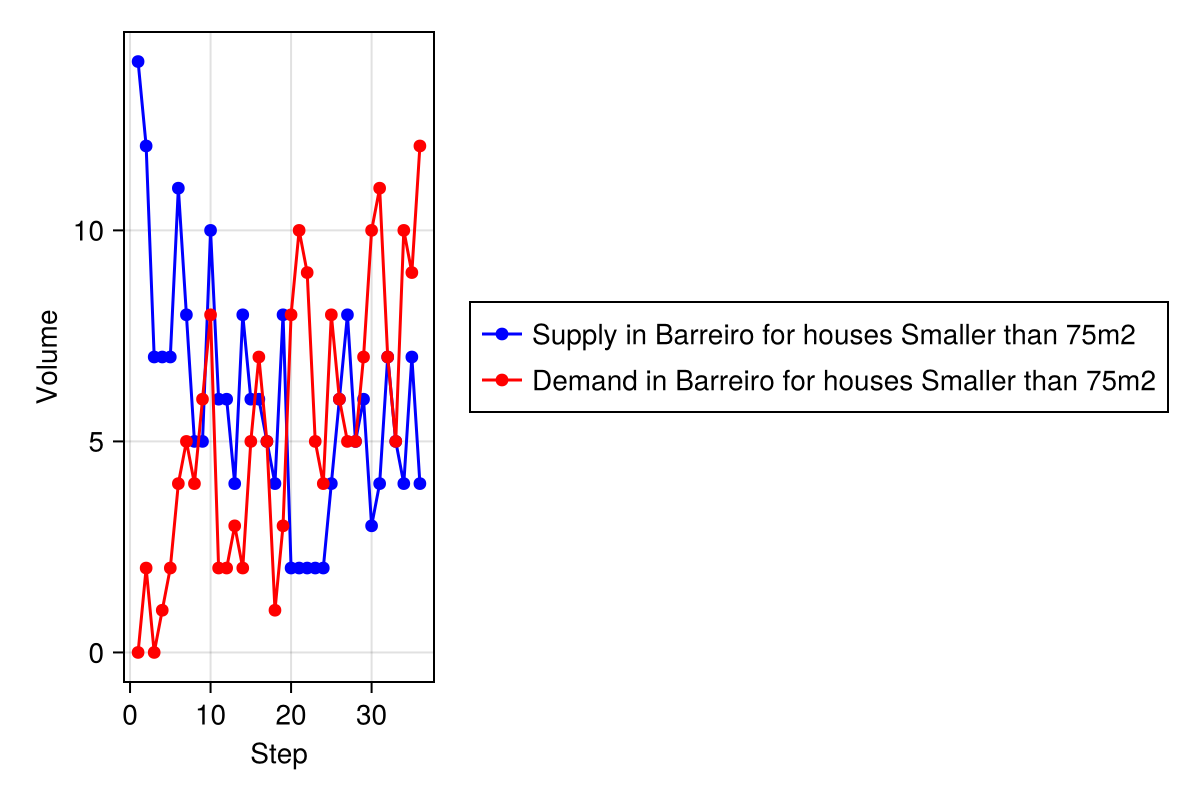 Volume
10
5
0
0 10 20 30
Step
Supply in Barreiro for houses Smaller than 75m2
Demand in Barreiro for houses Smaller than 75m2